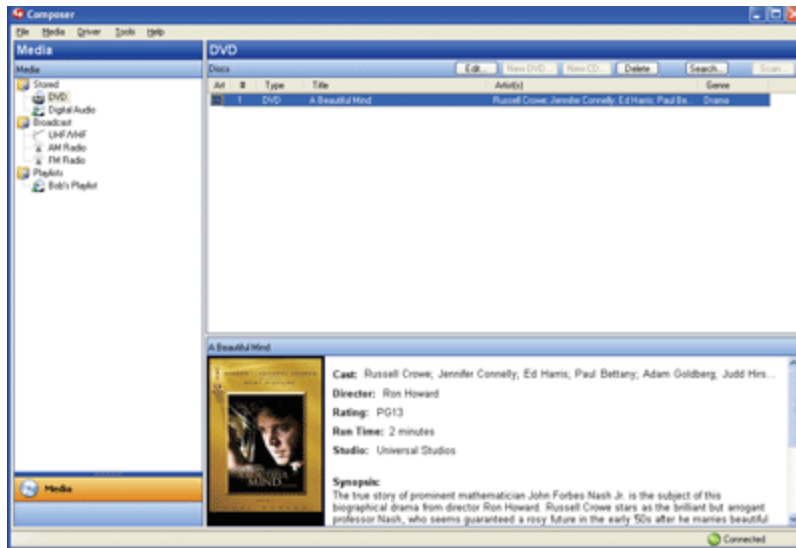 Composer
File Media Driver Tools Help
Media
DVD
Media
Discs
Edit... New DVD... New CD... Delete Search... Scan...
Art # Type Title Artist(s) Genre
1 DVD A Beautiful Mind Russell Crowe; Jennifer Connelly; Ed Harris; Paul Be... Drama
Stored
DVD
Digital Audio
Broadcast
UHF/VHF
AM Radio
FM Radio
Playlists
Bob's Playlist
A Beautiful Mind
BEST PICTURE
A BEAUTIFUL
MIND
Cast: Russell Crowe; Jennifer Connelly; Ed Harris; Paul Bettany; Adam Goldberg; Judd Hirs...
Director: Ron Howard
Rating: PG13
Run Time: 2 minutes
Studio: Universal Studios
Synopsis:
The true story of prominent mathematician John Forbes Nash Jr. is the subject of this
biographical drama from director Ron Howard. Russell Crowe stars as the brilliant but arrogant
professor Nash, who seems guaranteed a rosy future in the early '50s after he marries beautiful
Media
Connected